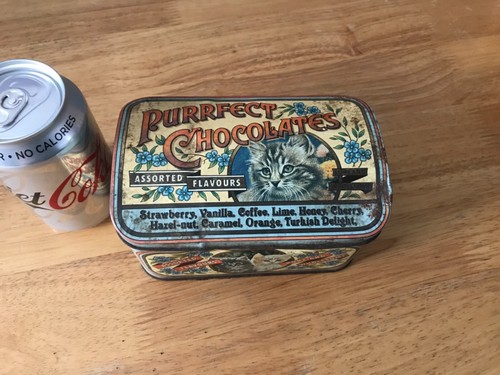 PURRFECT
CHOCOLATES
ASSORTED FLAVOURS
Strawberry, Vanilla, Coffee, Lime, Honey, Cherry,
Hazel-nut, Caramel, Orange, Turkish Delight.
R • NO CALORIES
et Coke